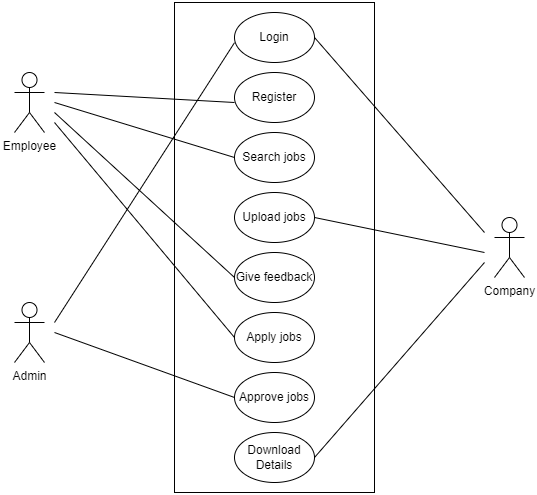 Login
Register
Employee
Search jobs
Upload jobs
Give feedback
Company
Apply jobs
Admin
Approve jobs
Download
Details